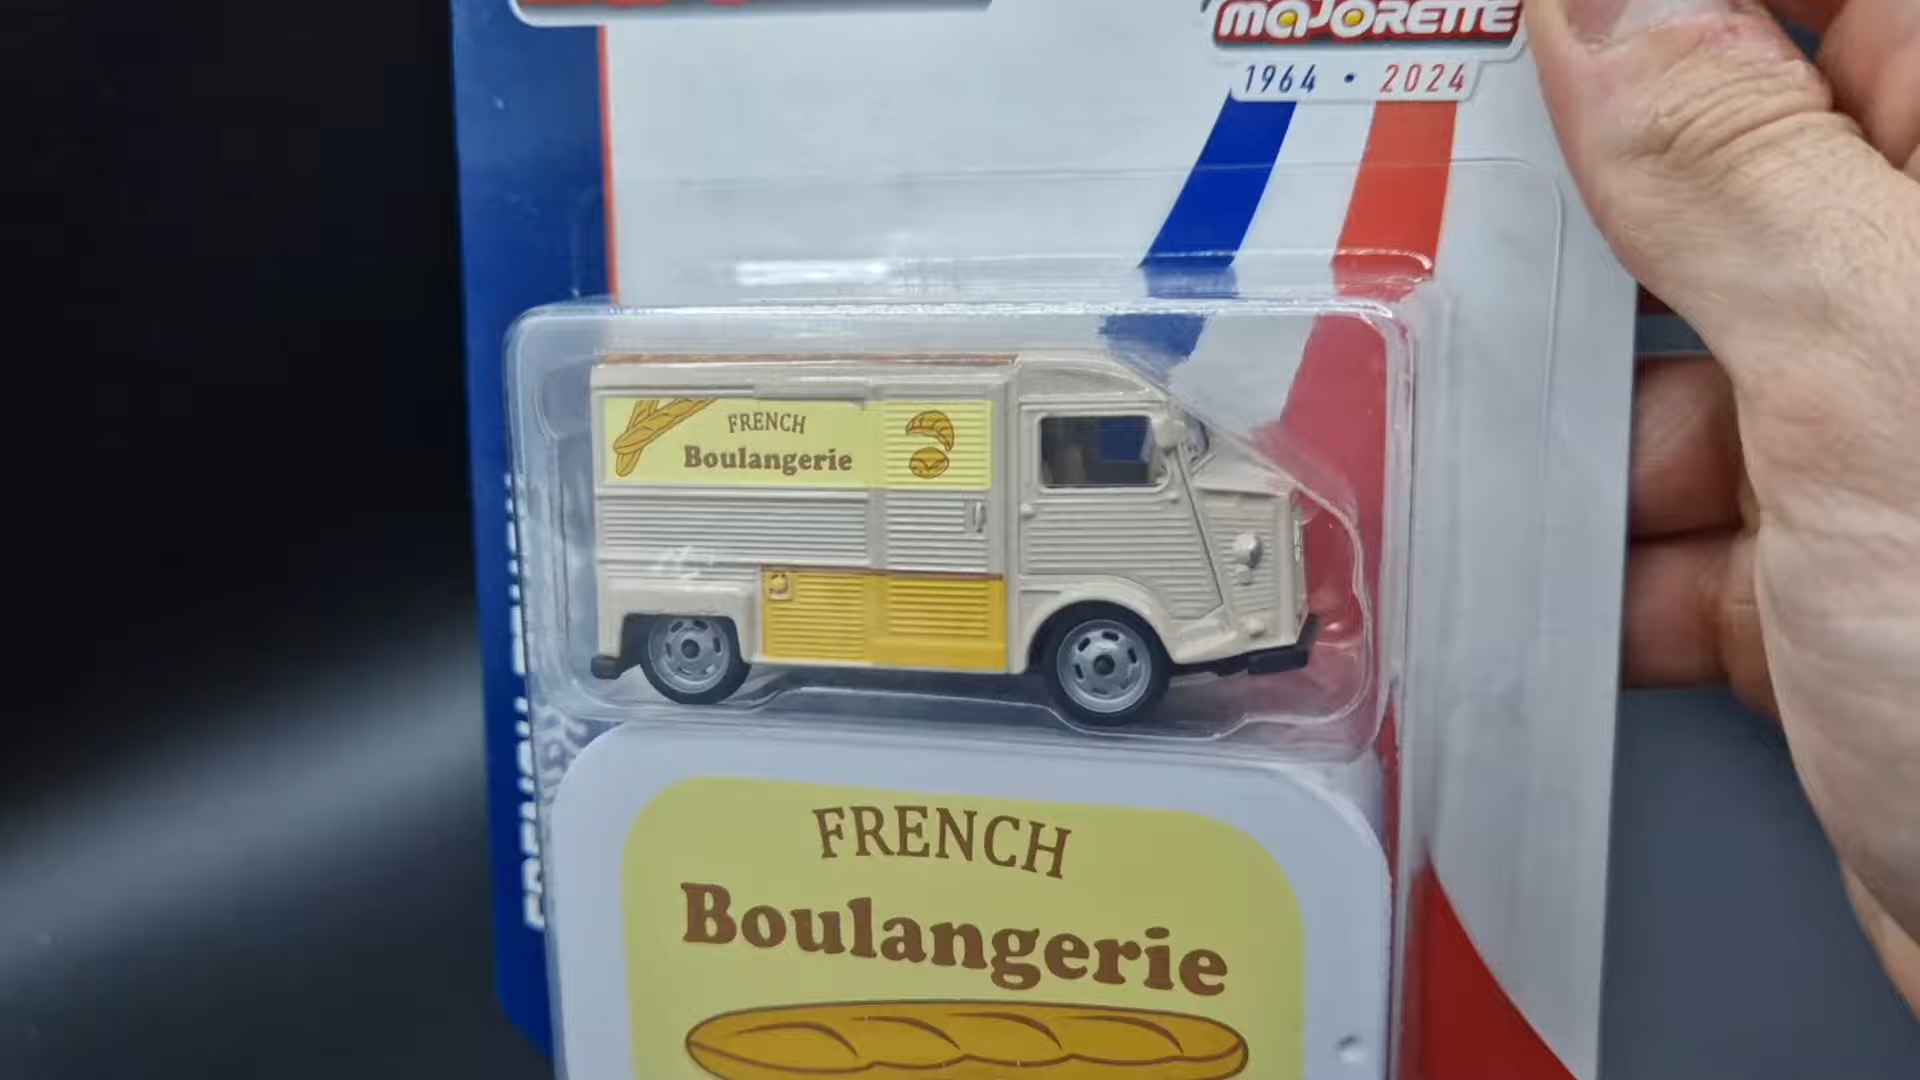 MAJORETTE
1964 • 2024
FRENCH
Boulangerie
FRENCH
Boulangerie